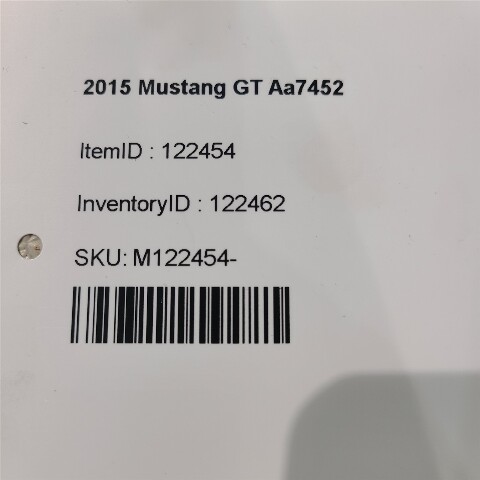 2015 Mustang GT Aa7452
ItemID : 122454
InventoryID : 122462
SKU: M122454-